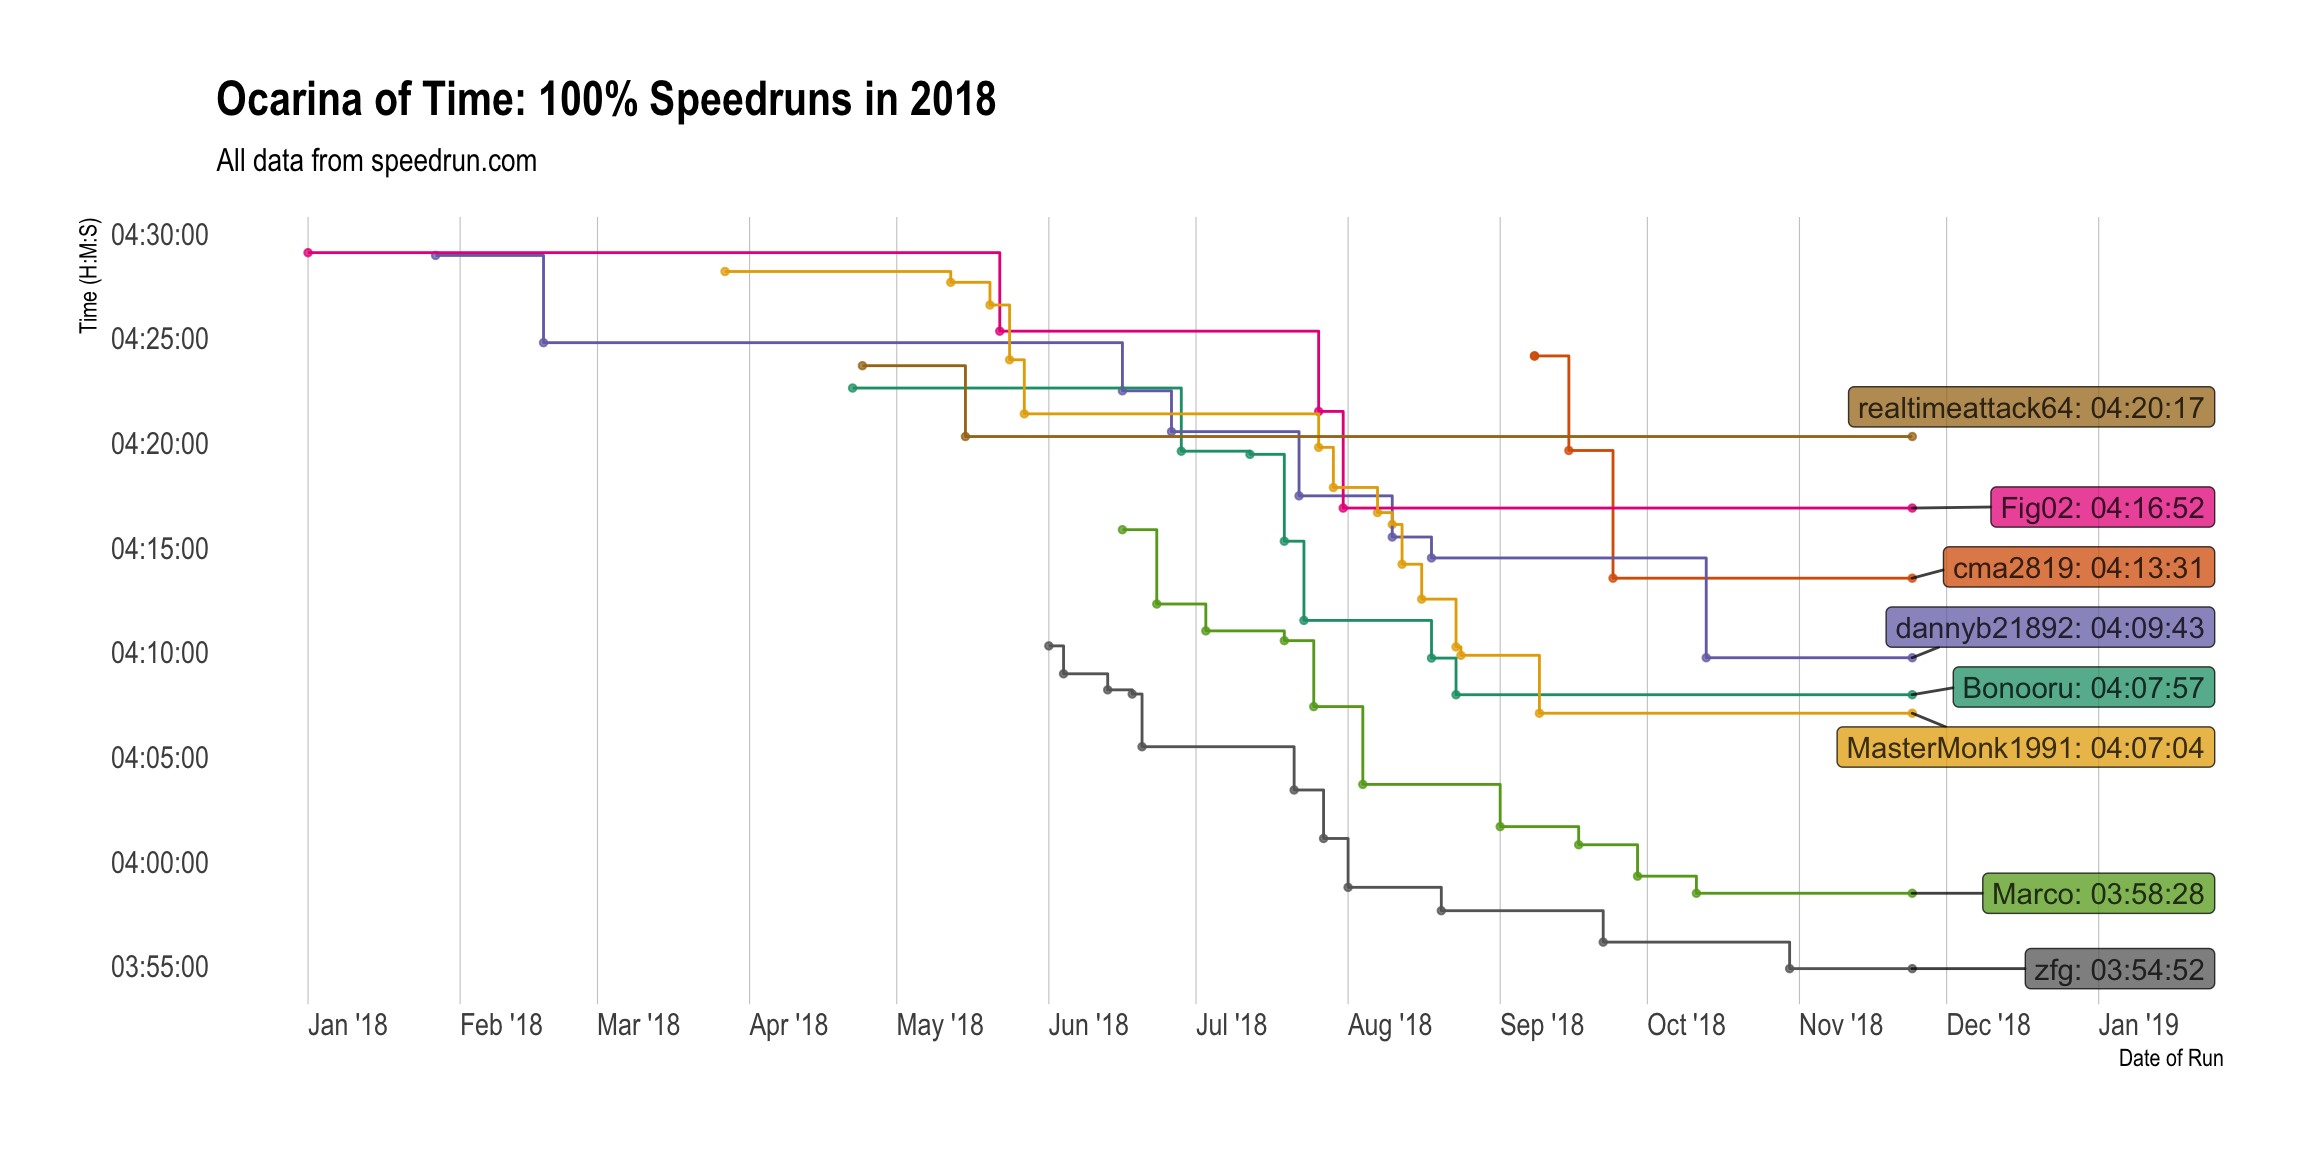 Ocarina of Time: 100% Speedruns in 2018
All data from speedrun.com
Time (H:M:S)
04:30:00
04:25:00
04:20:00
04:15:00
04:10:00
04:05:00
04:00:00
03:55:00
realtimeattack64: 04:20:17
Fig02: 04:16:52
cma2819: 04:13:31
dannyb21892: 04:09:43
Bonooru: 04:07:57
MasterMonk1991: 04:07:04
Marco: 03:58:28
zfg: 03:54:52
Jan '18 Feb '18 Mar '18 Apr '18 May '18 Jun '18 Jul '18 Aug '18 Sep '18 Oct '18 Nov '18 Dec '18 Jan '19
Date of Run